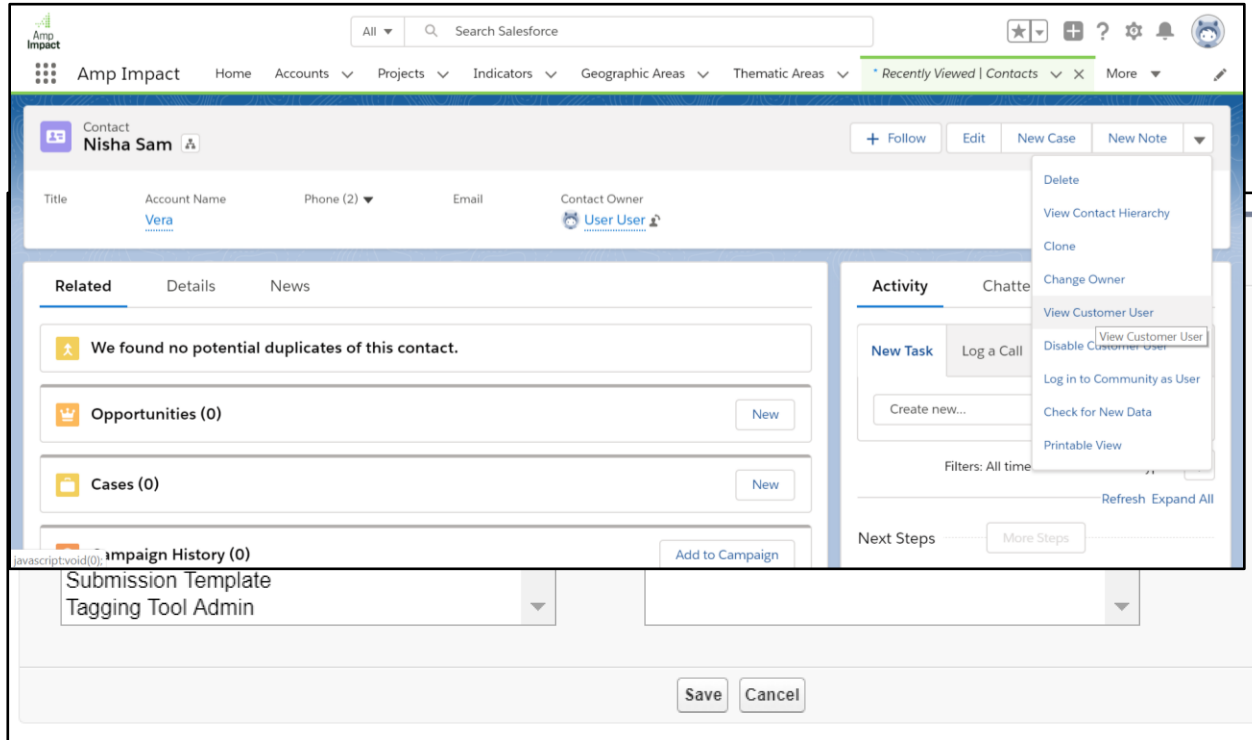 Amp
Impact
All
Search Salesforce
Amp Impact
Home
Accounts
Projects
Indicators
Geographic Areas
Thematic Areas
* Recently Viewed | Contacts
More
Contact
Nisha Sam
+ Follow
Edit
New Case
New Note
Title
Account Name
Phone (2)
Email
Contact Owner
Vera
User User
Delete
View Contact Hierarchy
Clone
Change Owner
View Customer User
View Customer User
Disable Customer User
Log in to Community as User
Check for New Data
Printable View
Related
Details
News
We found no potential duplicates of this contact.
Opportunities (0)
New
Cases (0)
New
Campaign History (0)
Add to Campaign
javascript:void(0);
Activity
Chatte
New Task
Log a Call
Create new...
Filters: All time
Refresh
Expand All
Next Steps
More Steps
Submission Template
Tagging Tool Admin
Save
Cancel